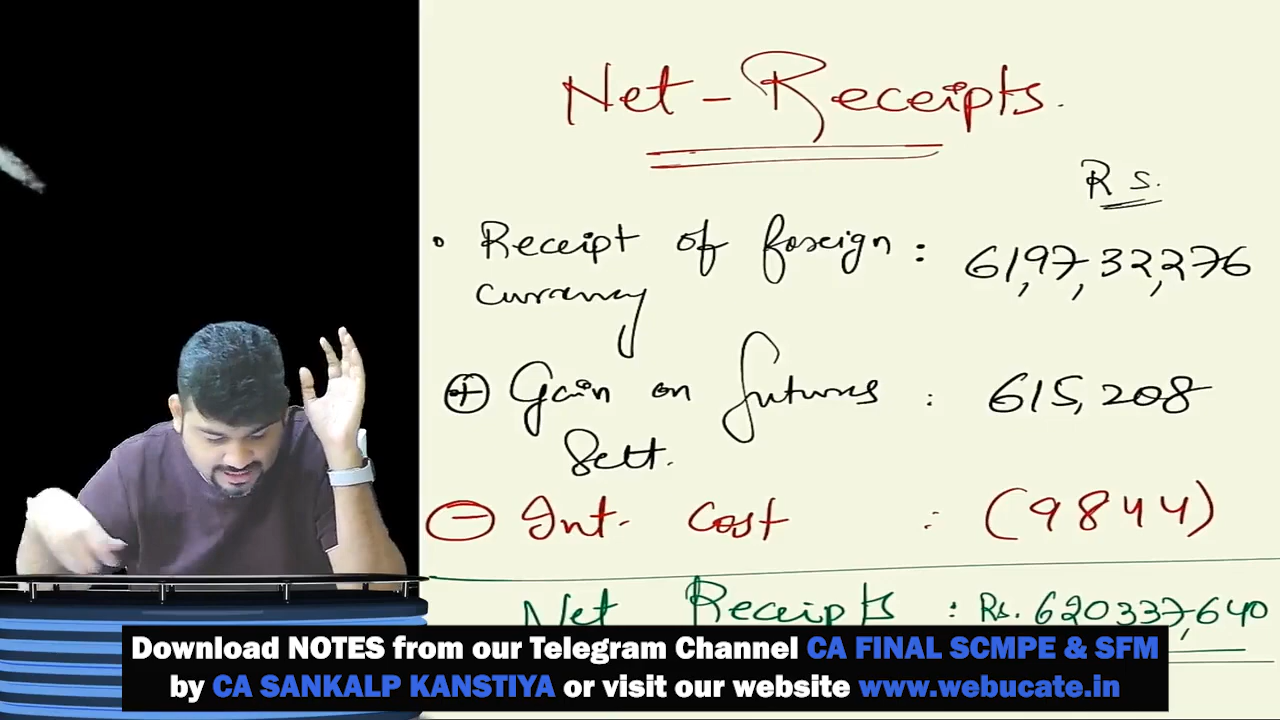 Net - Receipts.
Rs.
• Receipt of foreign : 61,97,32,276
currency
⊕ Gain on futures : 615,208
Sett.
⊖ Int. Cost : (9844)
Net Receipts : Rs. 620337,640
Download NOTES from our Telegram Channel CA FINAL SCMPE & SFM
by CA SANKALP KANSTIYA or visit our website www.webucate.in